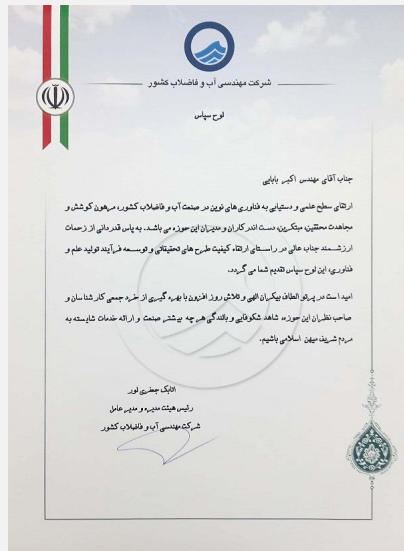 شرکت مهندسی آب و فاضلاب کشور
لوح سپاس
جناب آقای مهندس اکبر بابایی
ارتقای سطح علمی و دستیابی به فناوری های نوین در صنعت آب و فاضلاب کشور، مرهون کوشش و
مجاهدت محققین، مبتکرین، دست اندرکاران و مدیران این حوزه می باشد. به پاس قدردانی از زحمات
ارزشمند جناب عالی در راستای ارتقاء کیفیت طرح های تحقیقاتی و توسعه فرآیند تولید علم و
فناوری، این لوح سپاس تقدیم شما می گردد.
امید است در پرتو الطاف بیکران الهی و تلاش روز افزون با بهره گیری از خرد جمعی کارشناسان و
صاحب نظران این حوزه، شاهد شکوفایی و بالندگی هر چه بیشتر صنعت و ارائه خدمات شایسته به
مردم شریف میهن اسلامی باشیم.
اتابک جعفری لور
رئیس هیئت مدیره و مدیر عامل
شرکت مهندسی آب و فاضلاب کشور